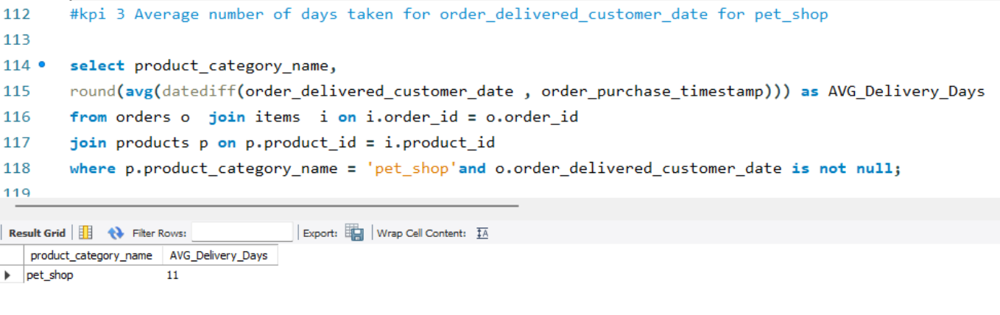 112 #kpi 3 Average number of days taken for order_delivered_customer_date for pet_shop
113
114 select product_category_name,
115 round(avg(datediff(order_delivered_customer_date , order_purchase_timestamp))) as AVG_Delivery_Days
116 from orders o  join items  i on i.order_id = o.order_id
117 join products p on p.product_id = i.product_id
118 where p.product_category_name = 'pet_shop'and o.order_delivered_customer_date is not null;
119
Result Grid Filter Rows: Export: Wrap Cell Content: IA
product_category_name AVG_Delivery_Days
pet_shop 11